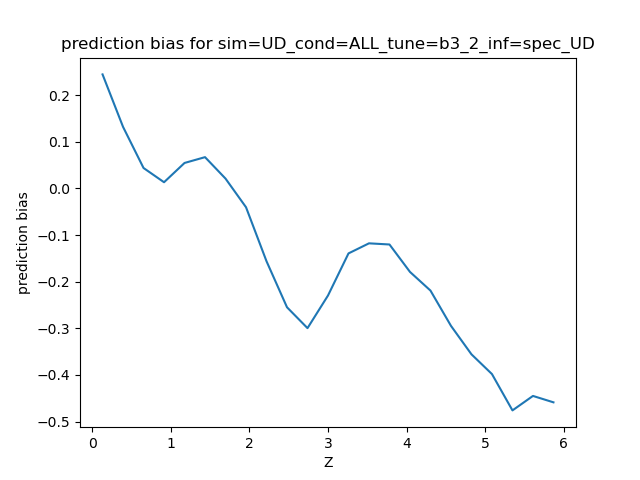 prediction bias for sim=UD_cond=ALL_tune=b3_2_inf=spec_UD
0.2
0.1
0.0
−0.1
−0.2
−0.3
−0.4
−0.5
prediction bias
0 1 2 3 4 5 6
Z